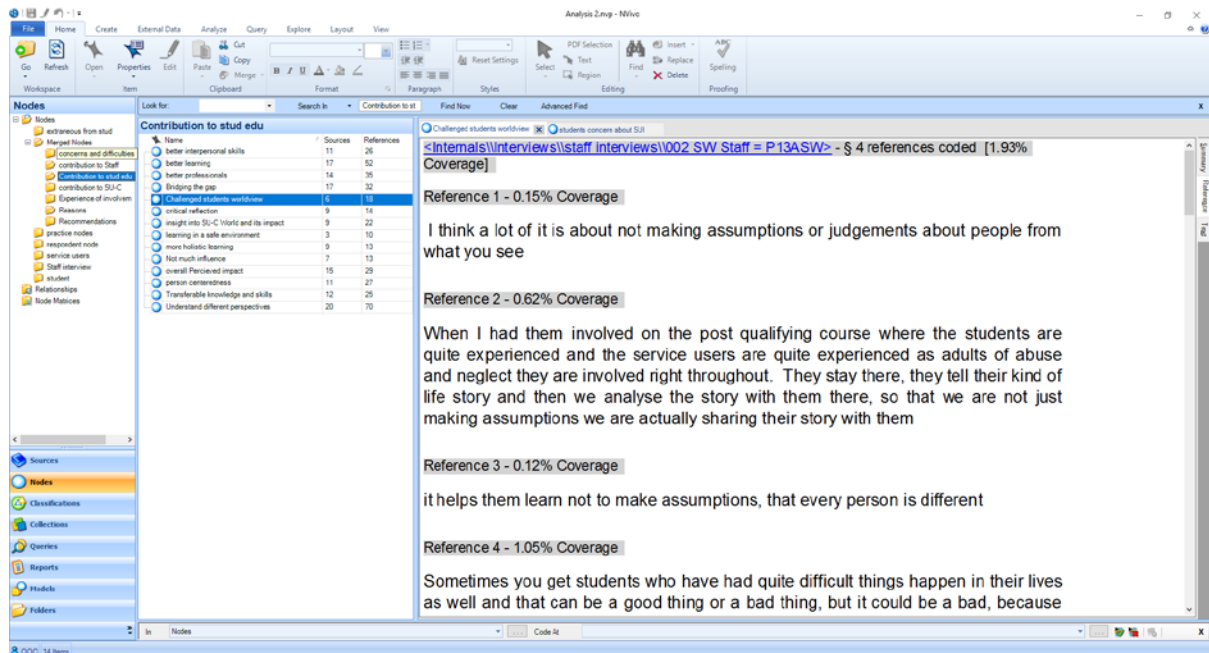 Analysis 2.nvp - NVivo
File Home Create External Data Analyze Query Explore Layout View
Go Refresh Open Properties Edit Paste Cut Copy Merge
B I U A
Reset Settings
Select PDF Selection Text Region Find Insert Replace Delete
ABC Spelling
Workspace Item Clipboard Format Paragraph Styles Editing Proofing
Nodes
Look for: Search In Contribution to st Find Now Clear Advanced Find x
Nodes
extraneous from stud
Merged Nodes
concerns and difficulties
contribution to Staff
Contribution to stud edu
contribution to SU-C
Experience of involvem
Reasons
Recommendations
practice nodes
respondent node
service users
Staff interview
student
Relationships
Node Matrices
Sources
Nodes
Classifications
Collections
Queries
Reports
Models
Folders
Contribution to stud edu
Name Sources References
better interpersonal skills 11 26
better learning 17 52
better professionals 14 35
Bridging the gap 17 32
Challenged students worldview 6 18
critical reflection 9 14
insight into SU-C World and its impact 9 22
learning in a safe environment 3 10
more holistic learning 9 13
Not much influence 7 13
overall Percieved impact 15 29
person centeredness 11 27
Transferable knowledge and skills 12 25
Understand different perspectives 20 70
Challenged students worldview students concern about SUI
<Internals\\Interviews\\staff interviews\\002 SW Staff = P13ASW> - § 4 references coded [1.93%
Coverage]
Reference 1 - 0.15% Coverage
I think a lot of it is about not making assumptions or judgements about people from
what you see
Reference 2 - 0.62% Coverage
When I had them involved on the post qualifying course where the students are
quite experienced and the service users are quite experienced as adults of abuse
and neglect they are involved right throughout. They stay there, they tell their kind of
life story and then we analyse the story with them there, so that we are not just
making assumptions we are actually sharing their story with them
Reference 3 - 0.12% Coverage
it helps them learn not to make assumptions, that every person is different
Reference 4 - 1.05% Coverage
Sometimes you get students who have had quite difficult things happen in their lives
as well and that can be a good thing or a bad thing, but it could be a bad, because
Summary
Reference
Text
In Nodes Code At x
OOC 14 Items